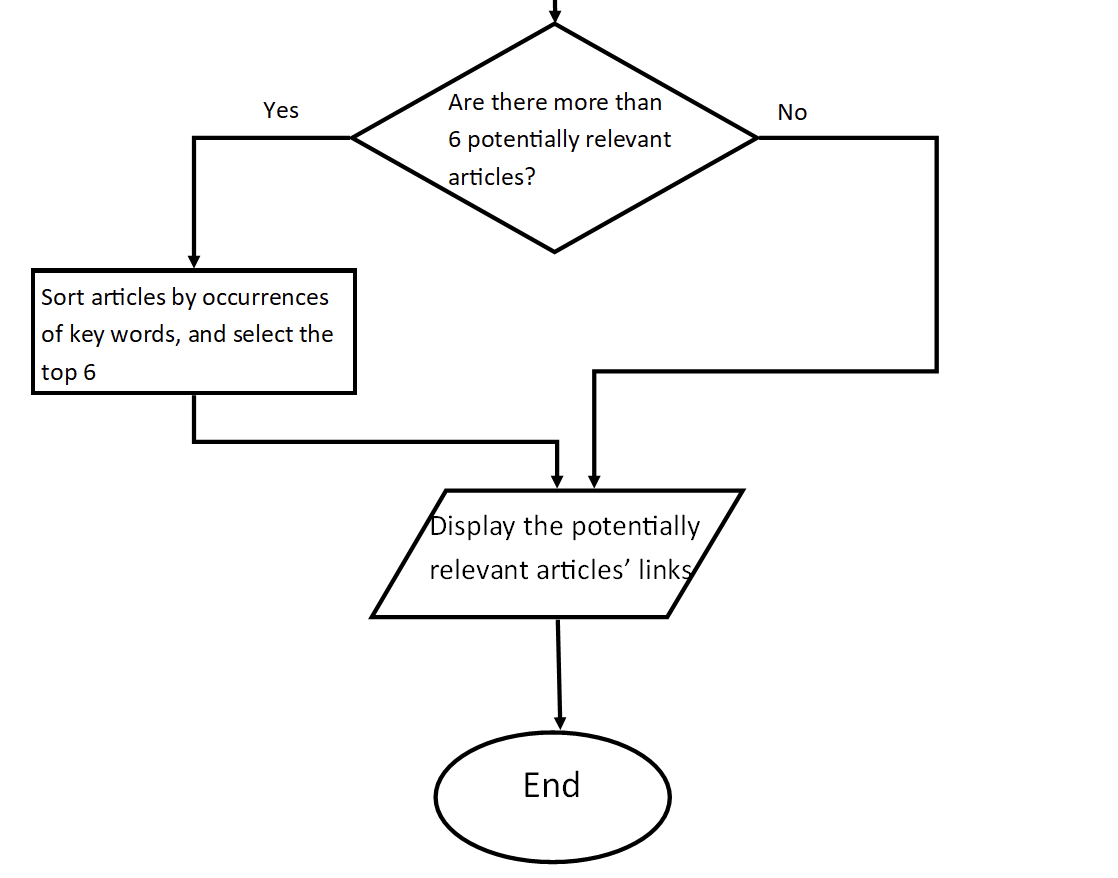 Are there more than
6 potentially relevant
articles?
Yes
No
Sort articles by occurrences
of key words, and select the
top 6
Display the potentially
relevant articles’ links
End